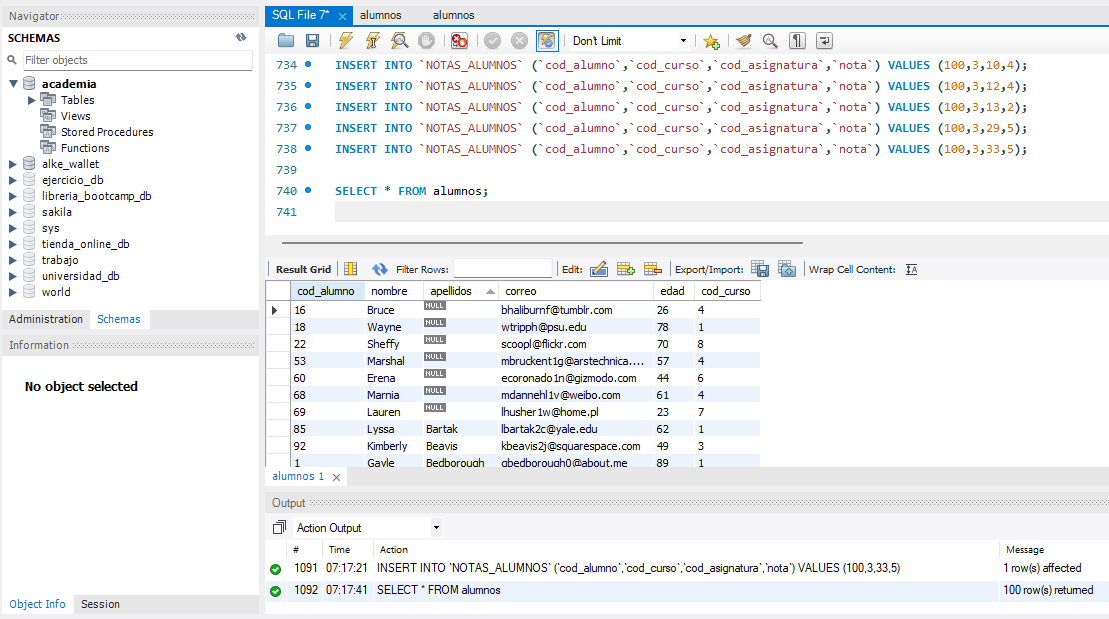 Navigator
SCHEMAS
Filter objects
academia
Tables
Views
Stored Procedures
Functions
alke_wallet
ejercicio_db
libreria_bootcamp_db
sakila
sys
tienda_online_db
trabajo
universidad_db
world
Administration Schemas
Information
No object selected
Object Info Session
SQL File 7* alumnos alumnos
Don't Limit
734 INSERT INTO `NOTAS_ALUMNOS` (`cod_alumno`,`cod_curso`,`cod_asignatura`,`nota`) VALUES (100,3,10,4);
735 INSERT INTO `NOTAS_ALUMNOS` (`cod_alumno`,`cod_curso`,`cod_asignatura`,`nota`) VALUES (100,3,12,4);
736 INSERT INTO `NOTAS_ALUMNOS` (`cod_alumno`,`cod_curso`,`cod_asignatura`,`nota`) VALUES (100,3,13,2);
737 INSERT INTO `NOTAS_ALUMNOS` (`cod_alumno`,`cod_curso`,`cod_asignatura`,`nota`) VALUES (100,3,29,5);
738 INSERT INTO `NOTAS_ALUMNOS` (`cod_alumno`,`cod_curso`,`cod_asignatura`,`nota`) VALUES (100,3,33,5);
739
740 SELECT * FROM alumnos;
741
Result Grid Filter Rows: Edit: Export/Import: Wrap Cell Content:
cod_alumno nombre apellidos correo edad cod_curso
16 Bruce NULL bhaliburnf@tumblr.com 26 4
18 Wayne NULL wtripph@psu.edu 78 1
22 Sheffy NULL scoopl@flickr.com 70 8
53 Marshal NULL mbruckent1g@arstechnica.... 57 4
60 Erena NULL ecoronado1n@gizmodo.com 44 6
68 Marnia NULL mdannehl1v@weibo.com 61 4
69 Lauren NULL lhusher1w@home.pl 23 7
85 Lyssa Bartak lbartak2c@yale.edu 62 1
92 Kimberly Beavis kbeavis2j@squarespace.com 49 3
1 Gayle Bedborough gbedborough0@about.me 89 1
alumnos 1
Output
Action Output
# Time Action Message
1091 07:17:21 INSERT INTO `NOTAS_ALUMNOS` (`cod_alumno`,`cod_curso`,`cod_asignatura`,`nota`) VALUES (100,3,33,5) 1 row(s) affected
1092 07:17:41 SELECT * FROM alumnos 100 row(s) returned